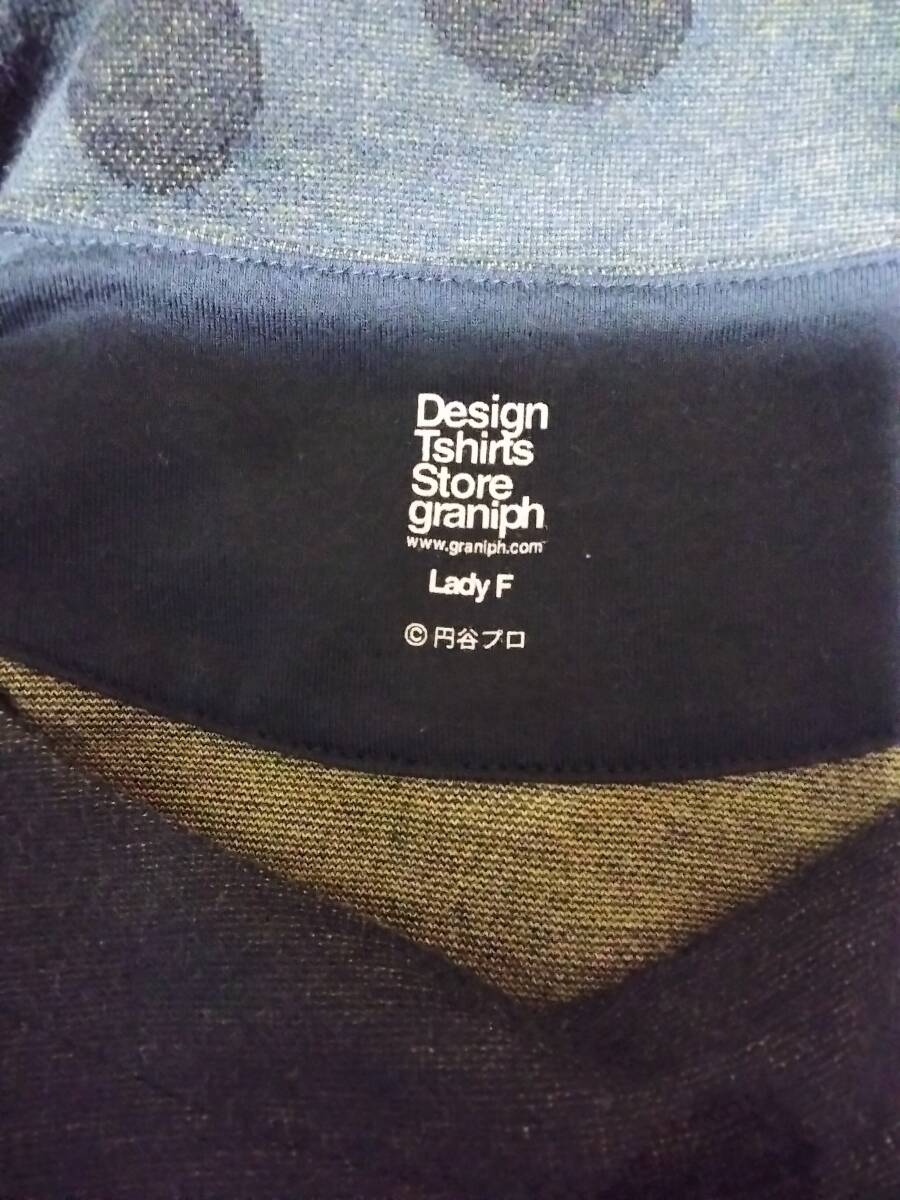 Design
Tshirts
Store
graniph
www.graniph.com
Lady F
© 円谷プロ